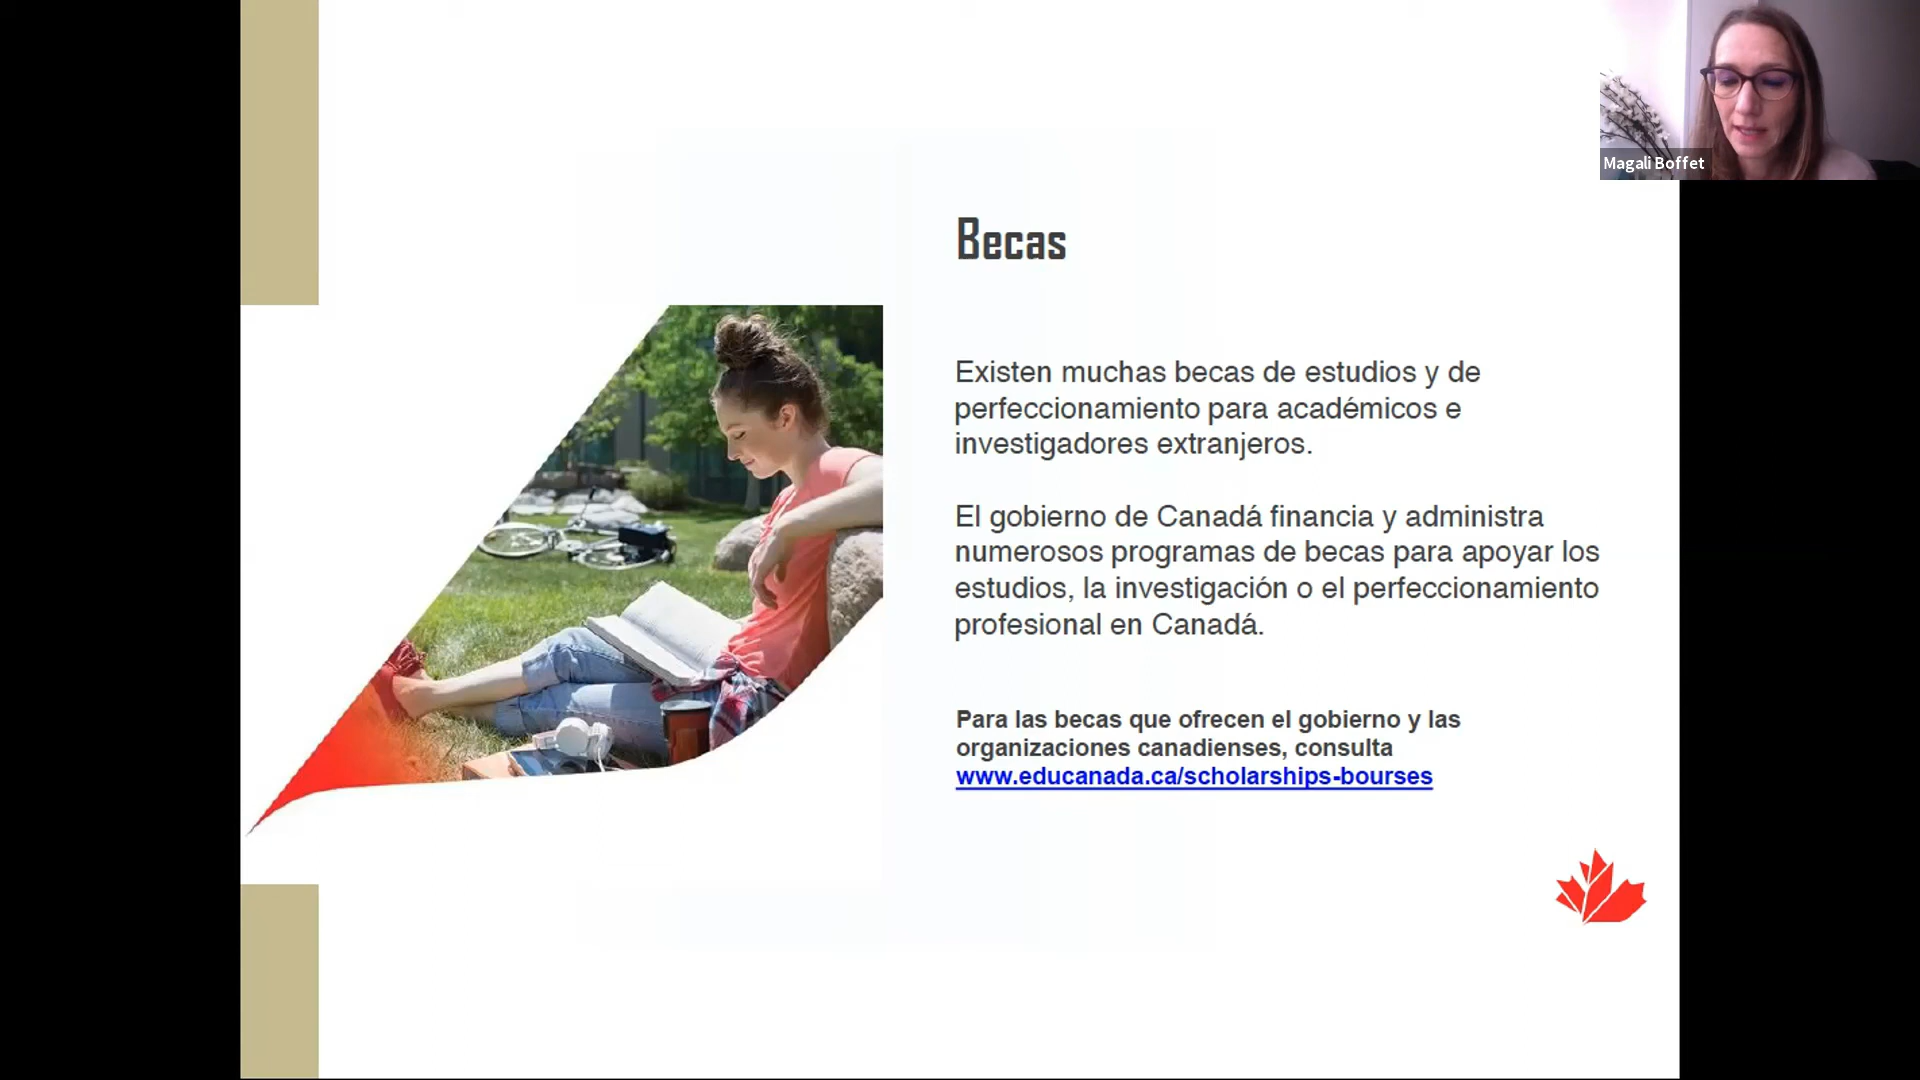 Magali Boffet
Becas
Existen muchas becas de estudios y de
perfeccionamiento para académicos e
investigadores extranjeros.
El gobierno de Canadá financia y administra
numerosos programas de becas para apoyar los
estudios, la investigación o el perfeccionamiento
profesional en Canadá.
Para las becas que ofrecen el gobierno y las
organizaciones canadienses, consulta
www.educanada.ca/scholarships-bourses